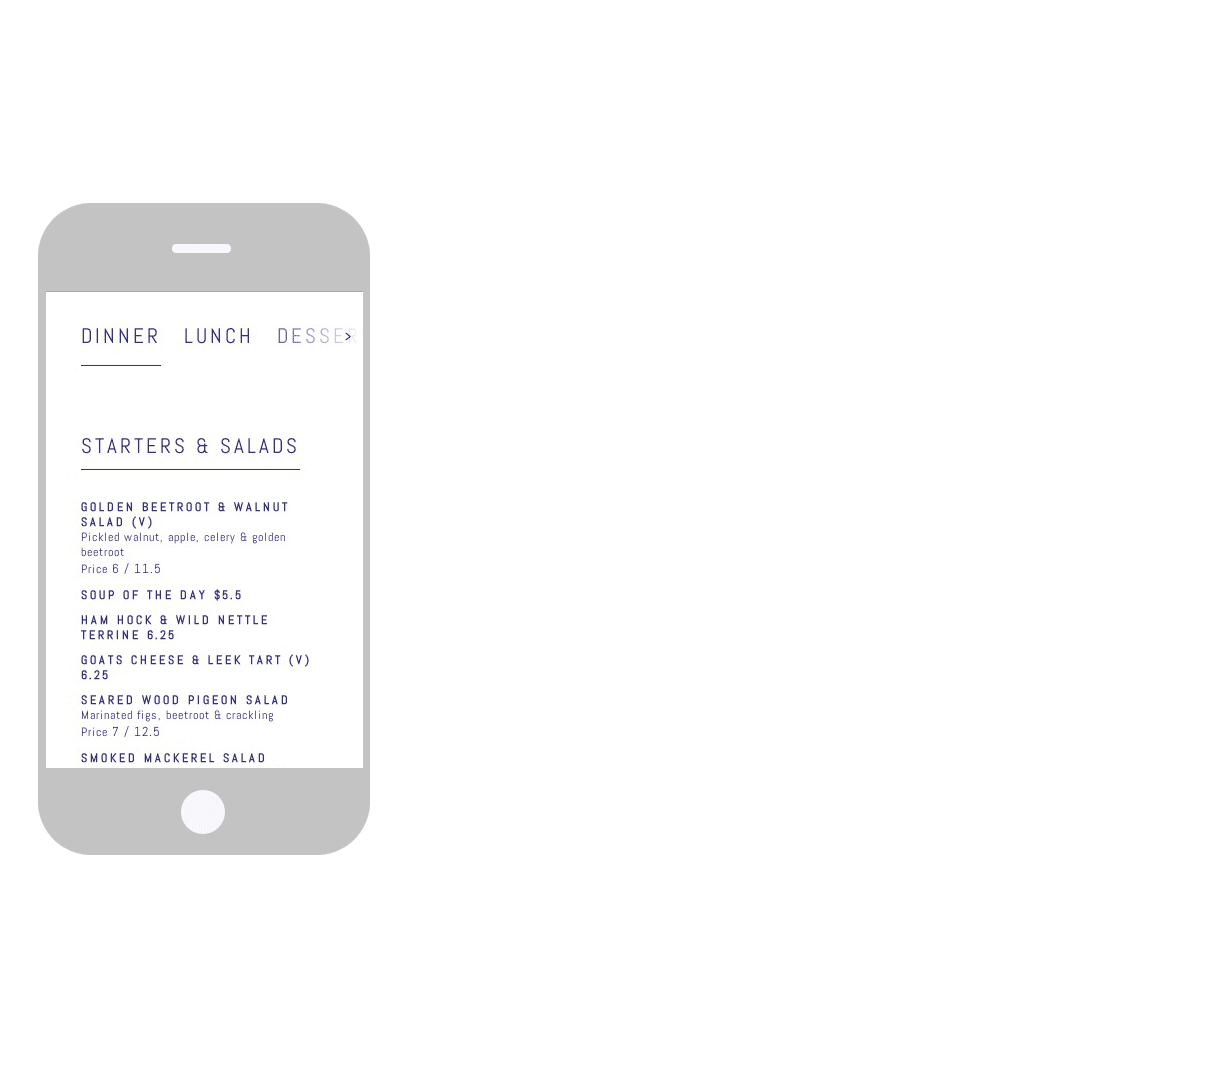 DINNER LUNCH DESSER >
STARTERS & SALADS
GOLDEN BEETROOT & WALNUT
SALAD (V)
Pickled walnut, apple, celery & golden
beetroot
Price 6 / 11.5
SOUP OF THE DAY $5.5
HAM HOCK & WILD NETTLE
TERRINE 6.25
GOATS CHEESE & LEEK TART (V)
6.25
SEARED WOOD PIGEON SALAD
Marinated figs, beetroot & crackling
Price 7 / 12.5
SMOKED MACKEREL SALAD